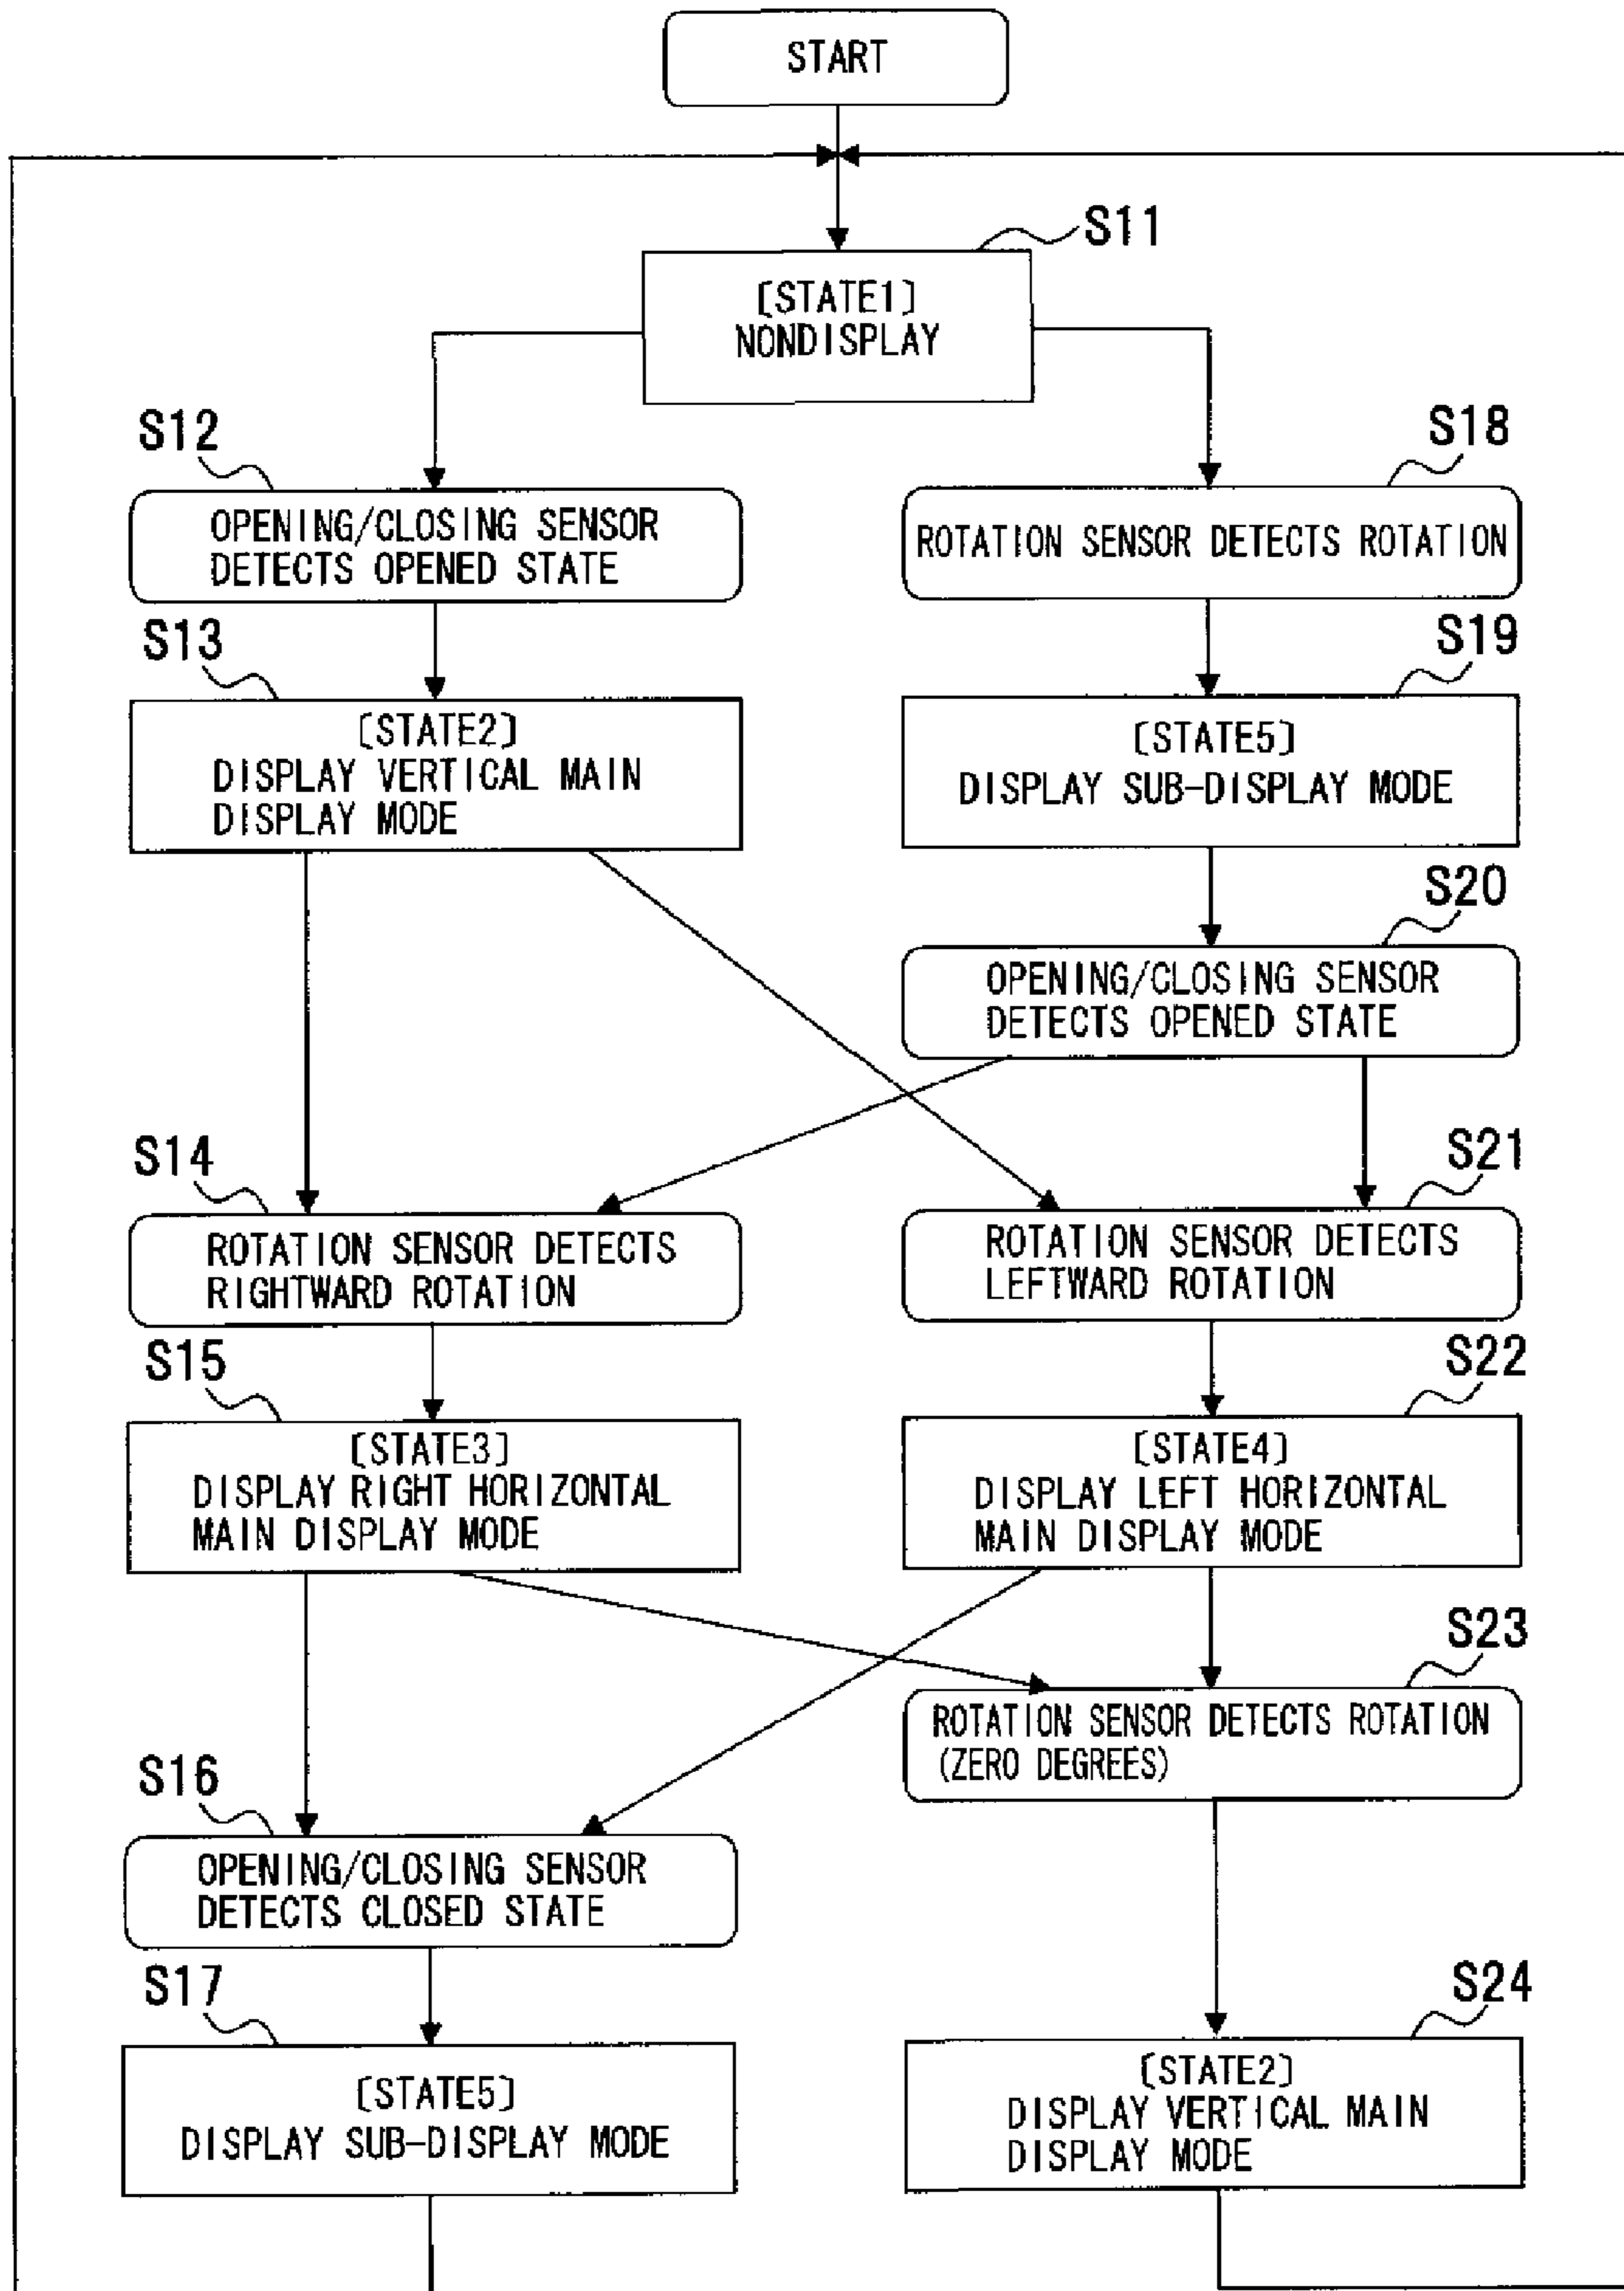 START
S11
[STATE1]
NONDISPLAY
S12
OPENING/CLOSING SENSOR
DETECTS OPENED STATE
S18
ROTATION SENSOR DETECTS ROTATION
S13
[STATE2]
DISPLAY VERTICAL MAIN
DISPLAY MODE
S19
[STATE5]
DISPLAY SUB-DISPLAY MODE
S20
OPENING/CLOSING SENSOR
DETECTS OPENED STATE
S14
ROTATION SENSOR DETECTS
RIGHTWARD ROTATION
S21
ROTATION SENSOR DETECTS
LEFTWARD ROTATION
S15
[STATE3]
DISPLAY RIGHT HORIZONTAL
MAIN DISPLAY MODE
S22
[STATE4]
DISPLAY LEFT HORIZONTAL
MAIN DISPLAY MODE
S23
ROTATION SENSOR DETECTS ROTATION
(ZERO DEGREES)
S16
OPENING/CLOSING SENSOR
DETECTS CLOSED STATE
S17
[STATE5]
DISPLAY SUB-DISPLAY MODE
S24
[STATE2]
DISPLAY VERTICAL MAIN
DISPLAY MODE